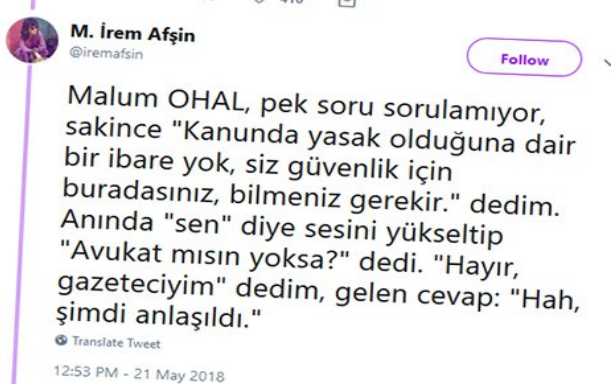 M. İrem Afşin
@iremafsin
Follow
Malum OHAL, pek soru sorulamıyor,
sakince "Kanunda yasak olduğuna dair
bir ibare yok, siz güvenlik için
buradasınız, bilmeniz gerekir." dedim.
Anında "sen" diye sesini yükseltip
"Avukat mısın yoksa?" dedi. "Hayır,
gazeteciyim" dedim, gelen cevap: "Hah,
şimdi anlaşıldı."
Translate Tweet
12:53 PM - 21 May 2018